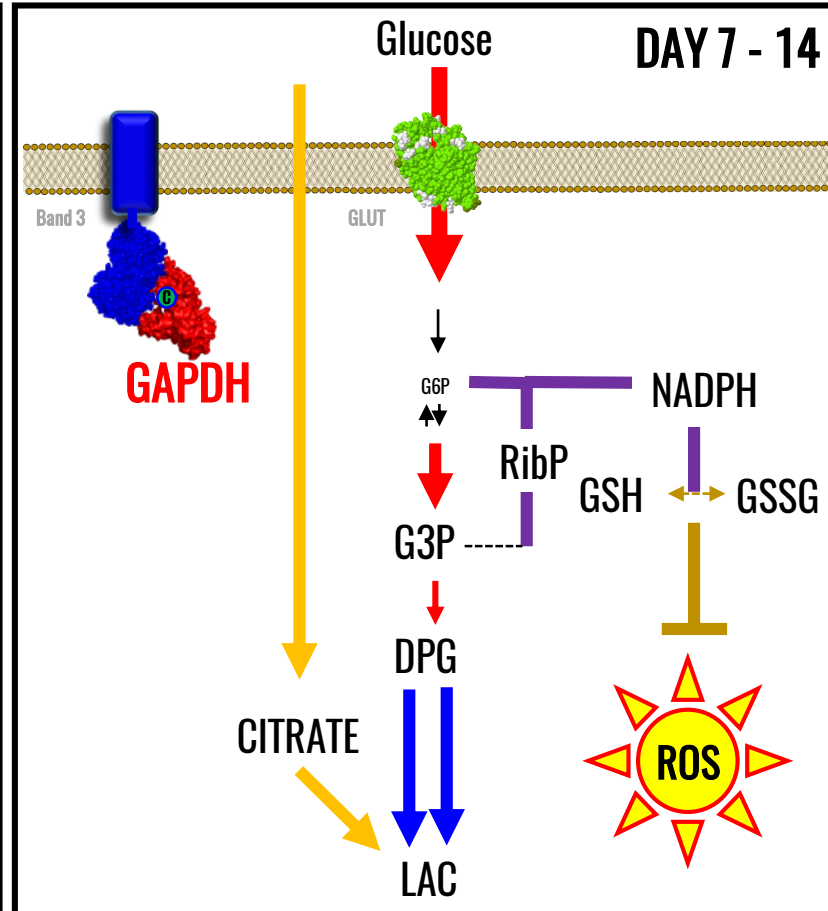 Glucose
DAY 7 - 14
Band 3
GLUT
C
GAPDH
G6P
NADPH
RibP
GSH
GSSG
G3P
DPG
CITRATE
ROS
LAC